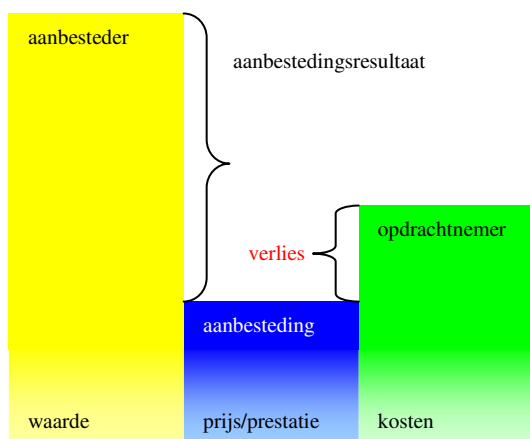 aanbesteder
aanbestedingsresultaat
opdrachtnemer
verlies
aanbesteding
waarde
prijs/prestatie
kosten